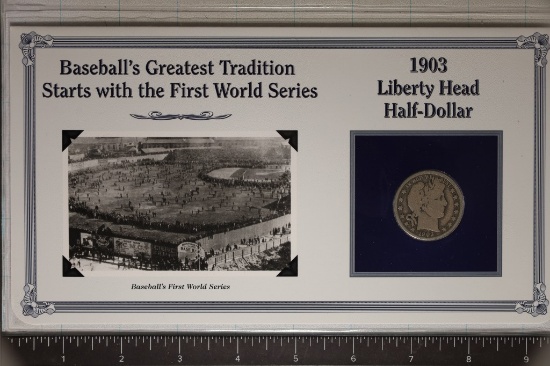 Baseball's Greatest Tradition
Starts with the First World Series
1903
Liberty Head
Half-Dollar
Baseball's First World Series
1 2 3 4 5 6 7 8 9